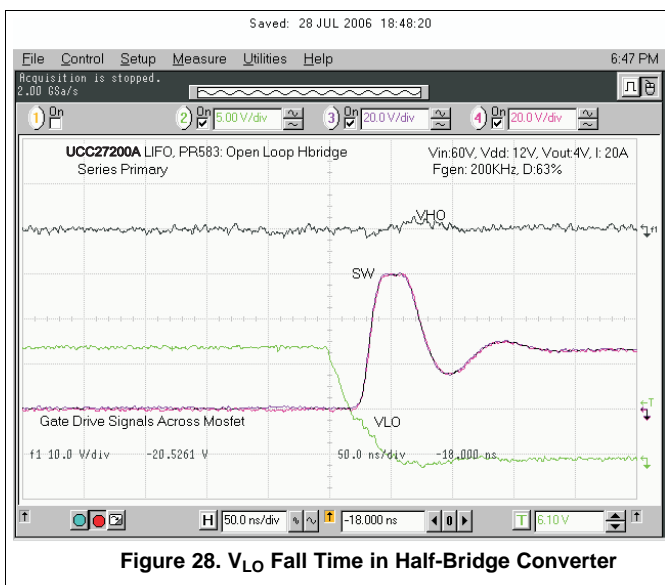 Saved: 28 JUL 2006 18:48:20
File Control Setup Measure Utilities Help 6:47 PM
Acquisition is stopped.
2.00 GSa/s
1 On 2 On 5.00 V/div 3 On 20.0 V/div 4 On 20.0 V/div
UCC27200A LIFO, PR583: Open Loop Hbridge Vin:60V, Vdd: 12V, Vout:4V, I: 20A
Series Primary Fgen: 200KHz, D:63%
VHO
f1
SW
T
Gate Drive Signals Across Mosfet VLO
f1 10.0 V/div -20.5261 V 50.0 ns/div -18.000 ns
H 50.0 ns/div -18.000 ns 0 T 6.10 V
Figure 28. VLO Fall Time in Half-Bridge Converter